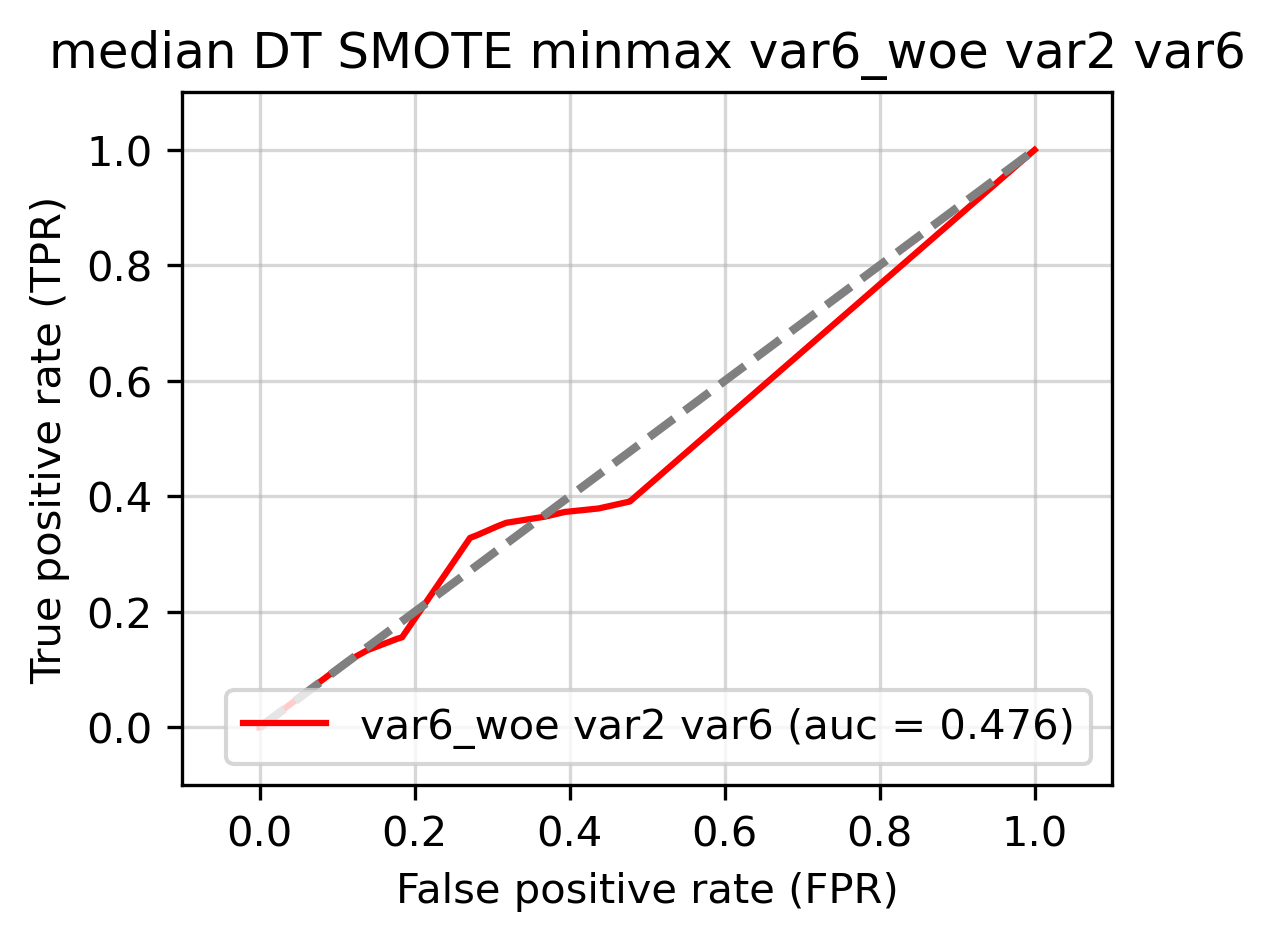 median DT SMOTE minmax var6_woe var2 var6
True positive rate (TPR)
1.0
0.8
0.6
0.4
0.2
0.0
var6_woe var2 var6 (auc = 0.476)
0.0 0.2 0.4 0.6 0.8 1.0
False positive rate (FPR)